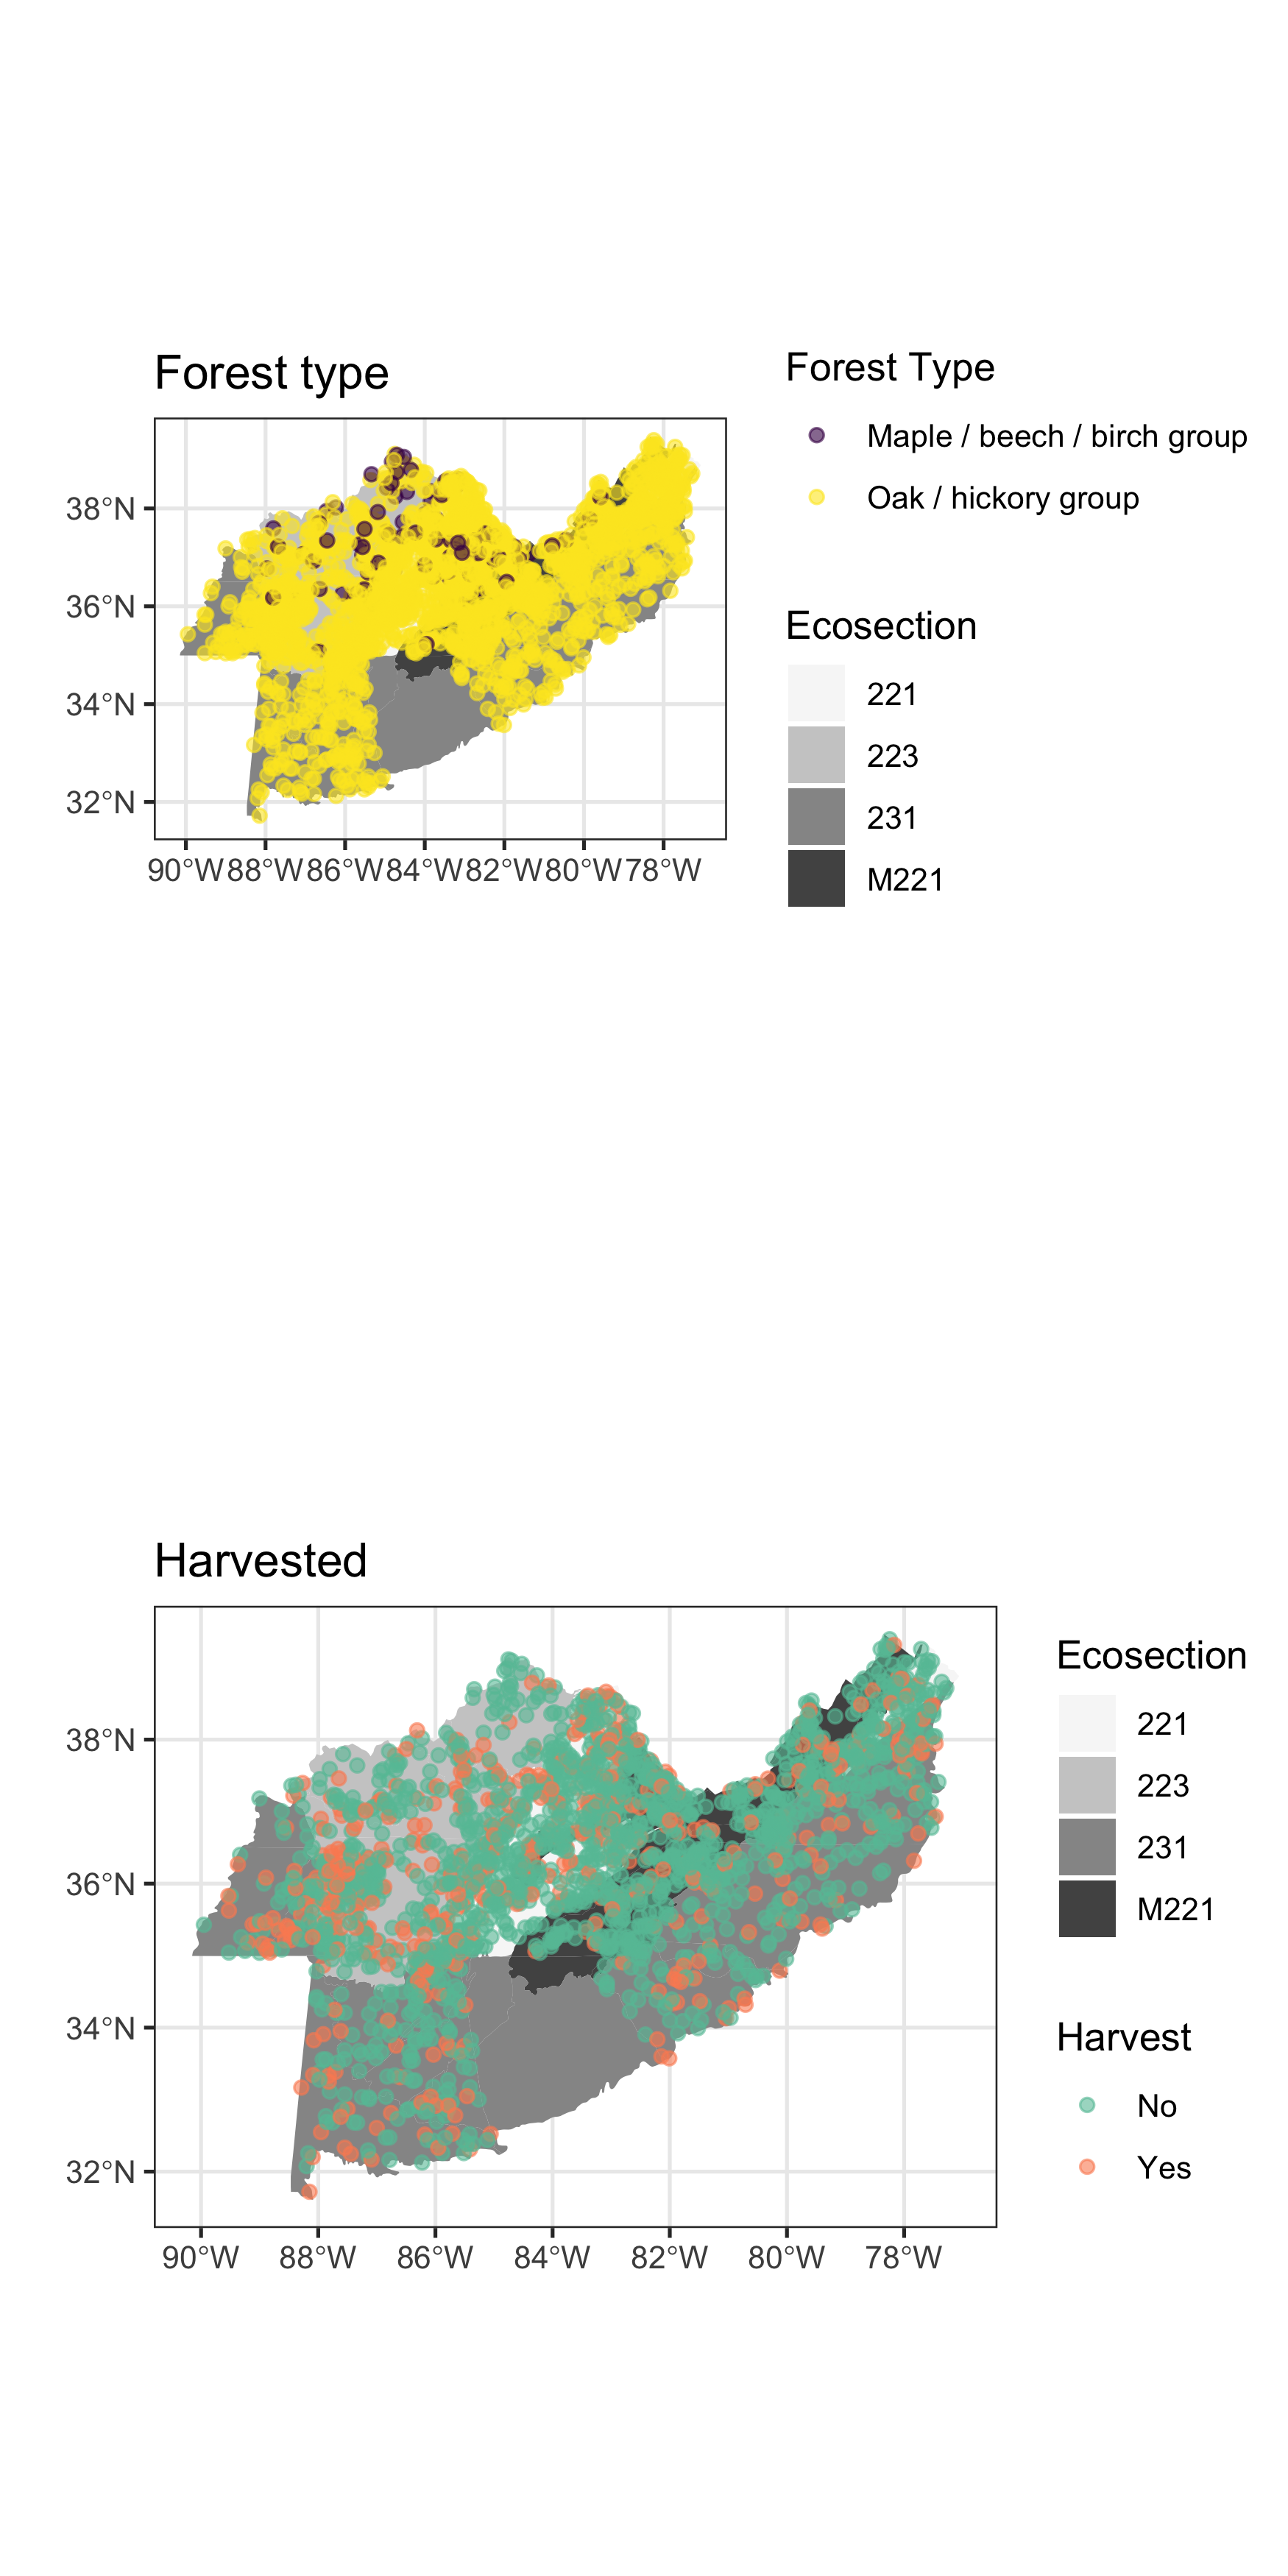 Forest type
38°N
36°N
34°N
32°N
90°W 88°W 86°W 84°W 82°W 80°W 78°W
Forest Type
Maple / beech / birch group
Oak / hickory group
Ecosection
221
223
231
M221
Harvested
38°N
36°N
34°N
32°N
90°W 88°W 86°W 84°W 82°W 80°W 78°W
Ecosection
221
223
231
M221
Harvest
No
Yes